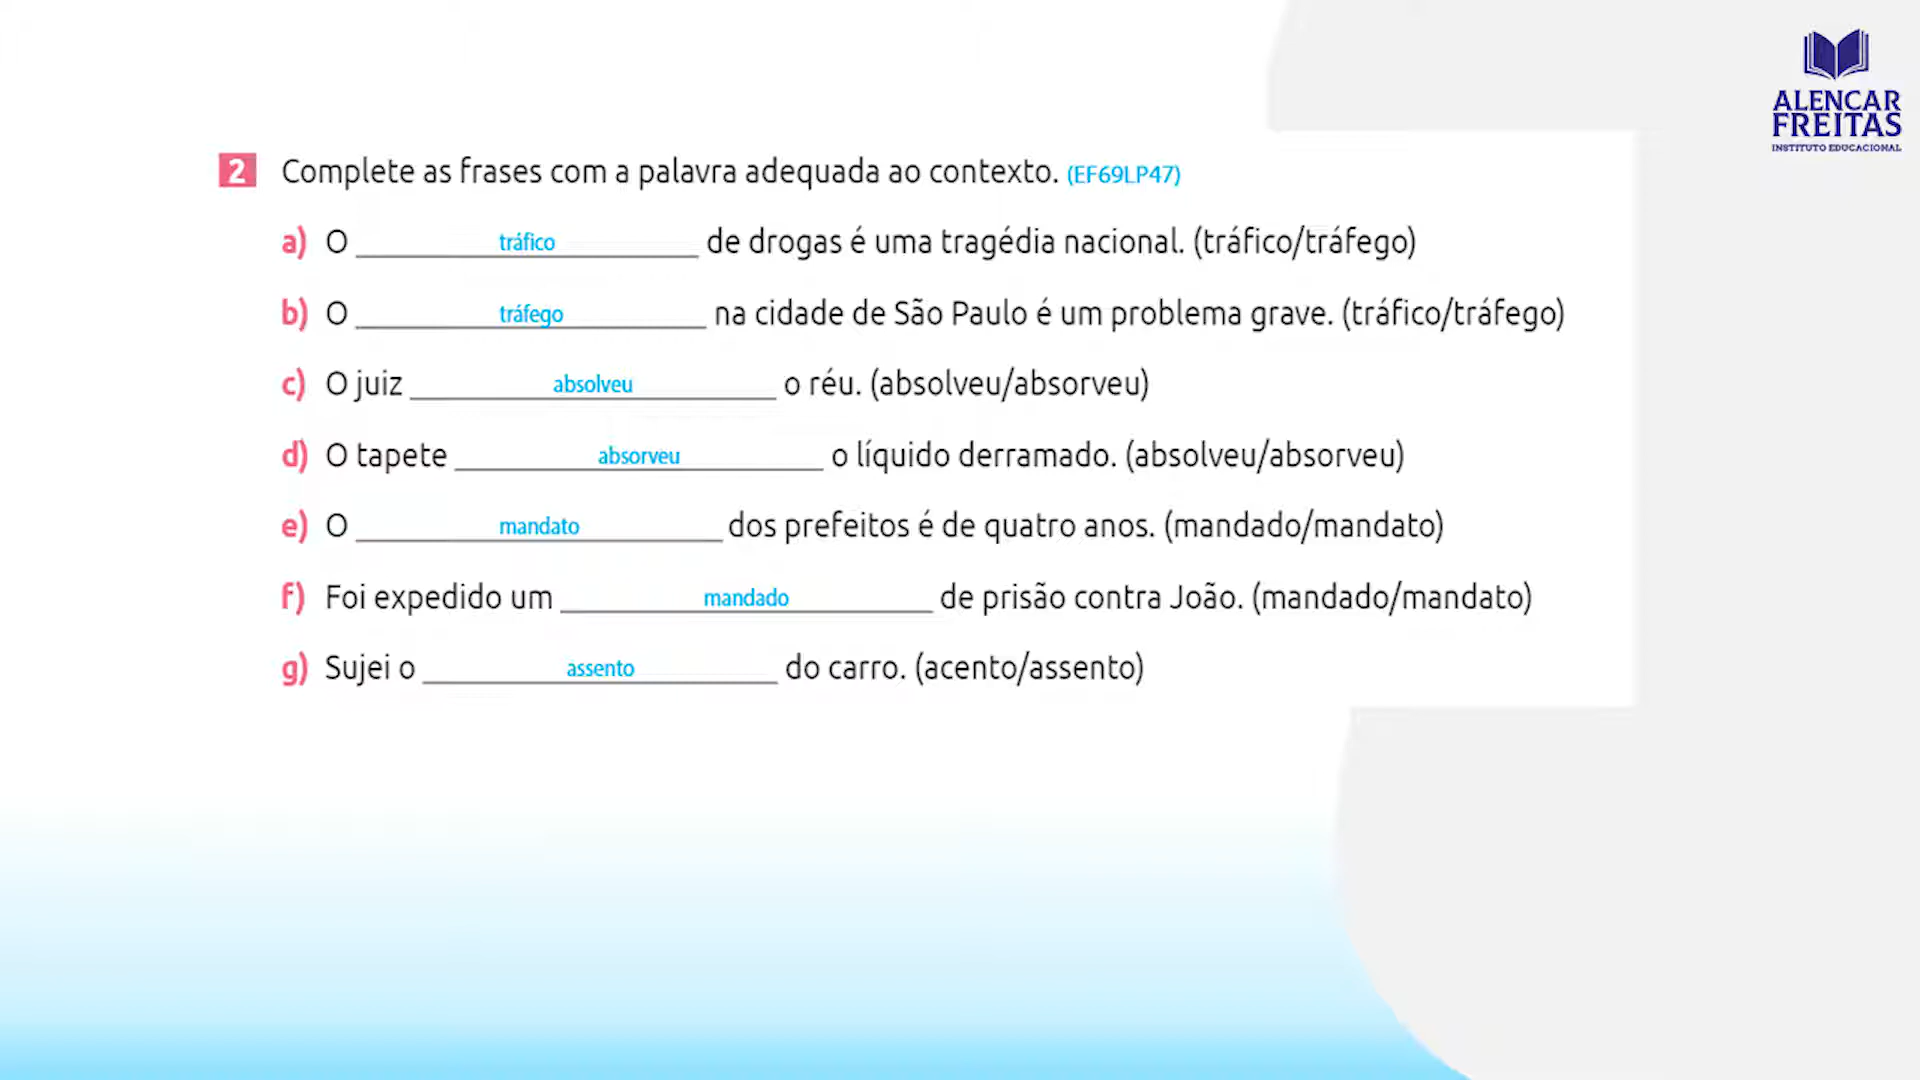 ALENCAR
FREITAS
INSTITUTO EDUCACIONAL
2 Complete as frases com a palavra adequada ao contexto. (EF69LP47)
a) O tráfico de drogas é uma tragédia nacional. (tráfico/tráfego)
b) O tráfego na cidade de São Paulo é um problema grave. (tráfico/tráfego)
c) O juiz absolveu o réu. (absolveu/absorveu)
d) O tapete absorveu o líquido derramado. (absolveu/absorveu)
e) O mandato dos prefeitos é de quatro anos. (mandado/mandato)
f) Foi expedido um mandado de prisão contra João. (mandado/mandato)
g) Sujei o assento do carro. (acento/assento)